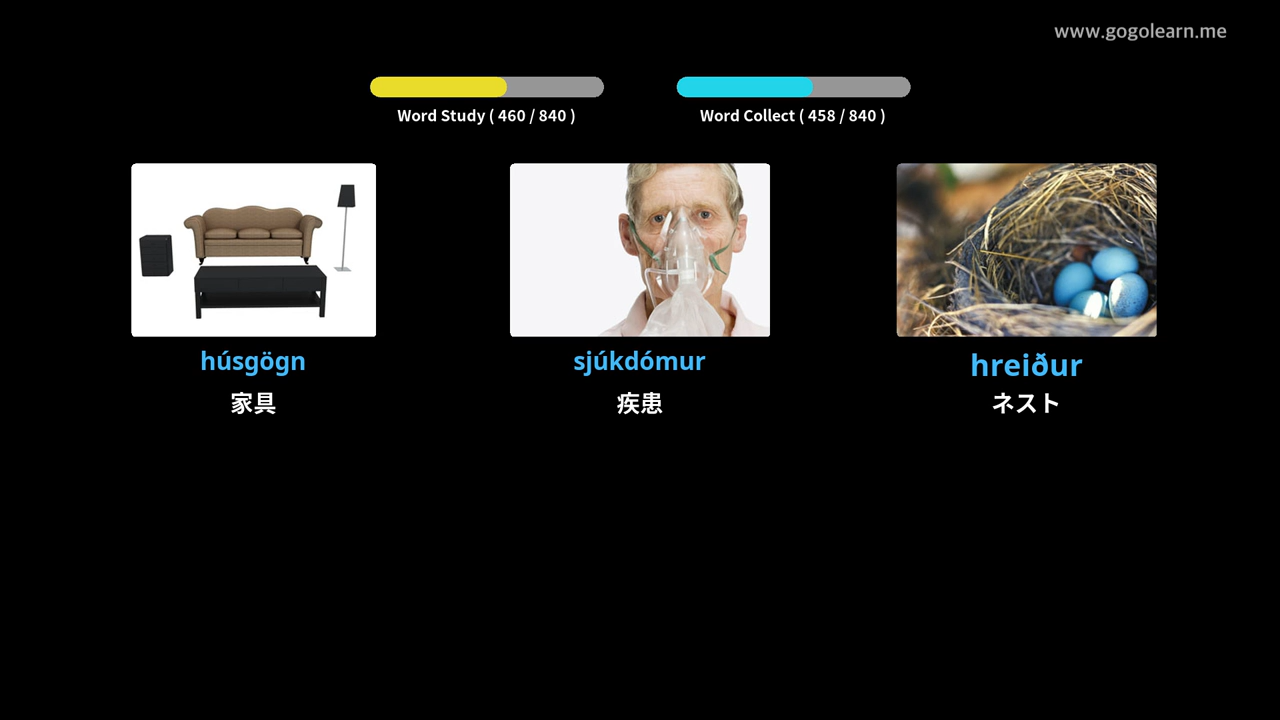 www.gogolearn.me
Word Study ( 460 / 840 )
Word Collect ( 458 / 840 )
húsgögn
sjúkdómur
hreiður
家具
疾患
ネスト